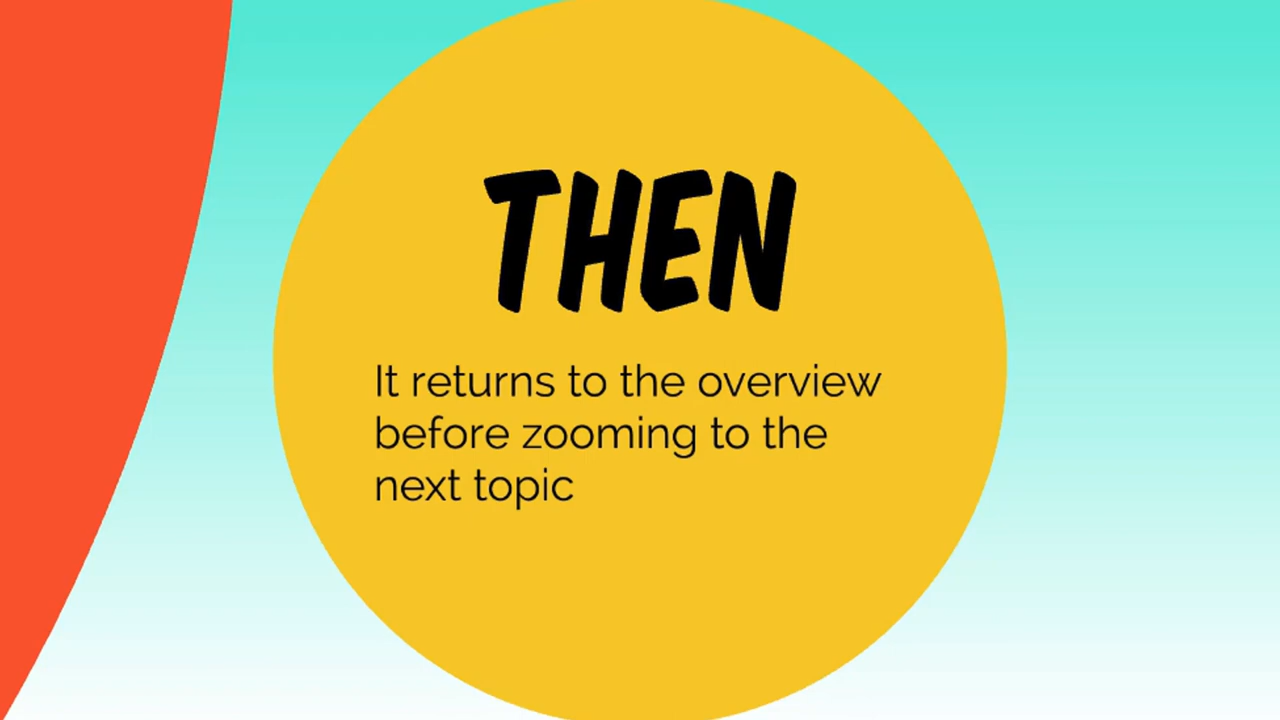 THEN
It returns to the overview
before zooming to the
next topic